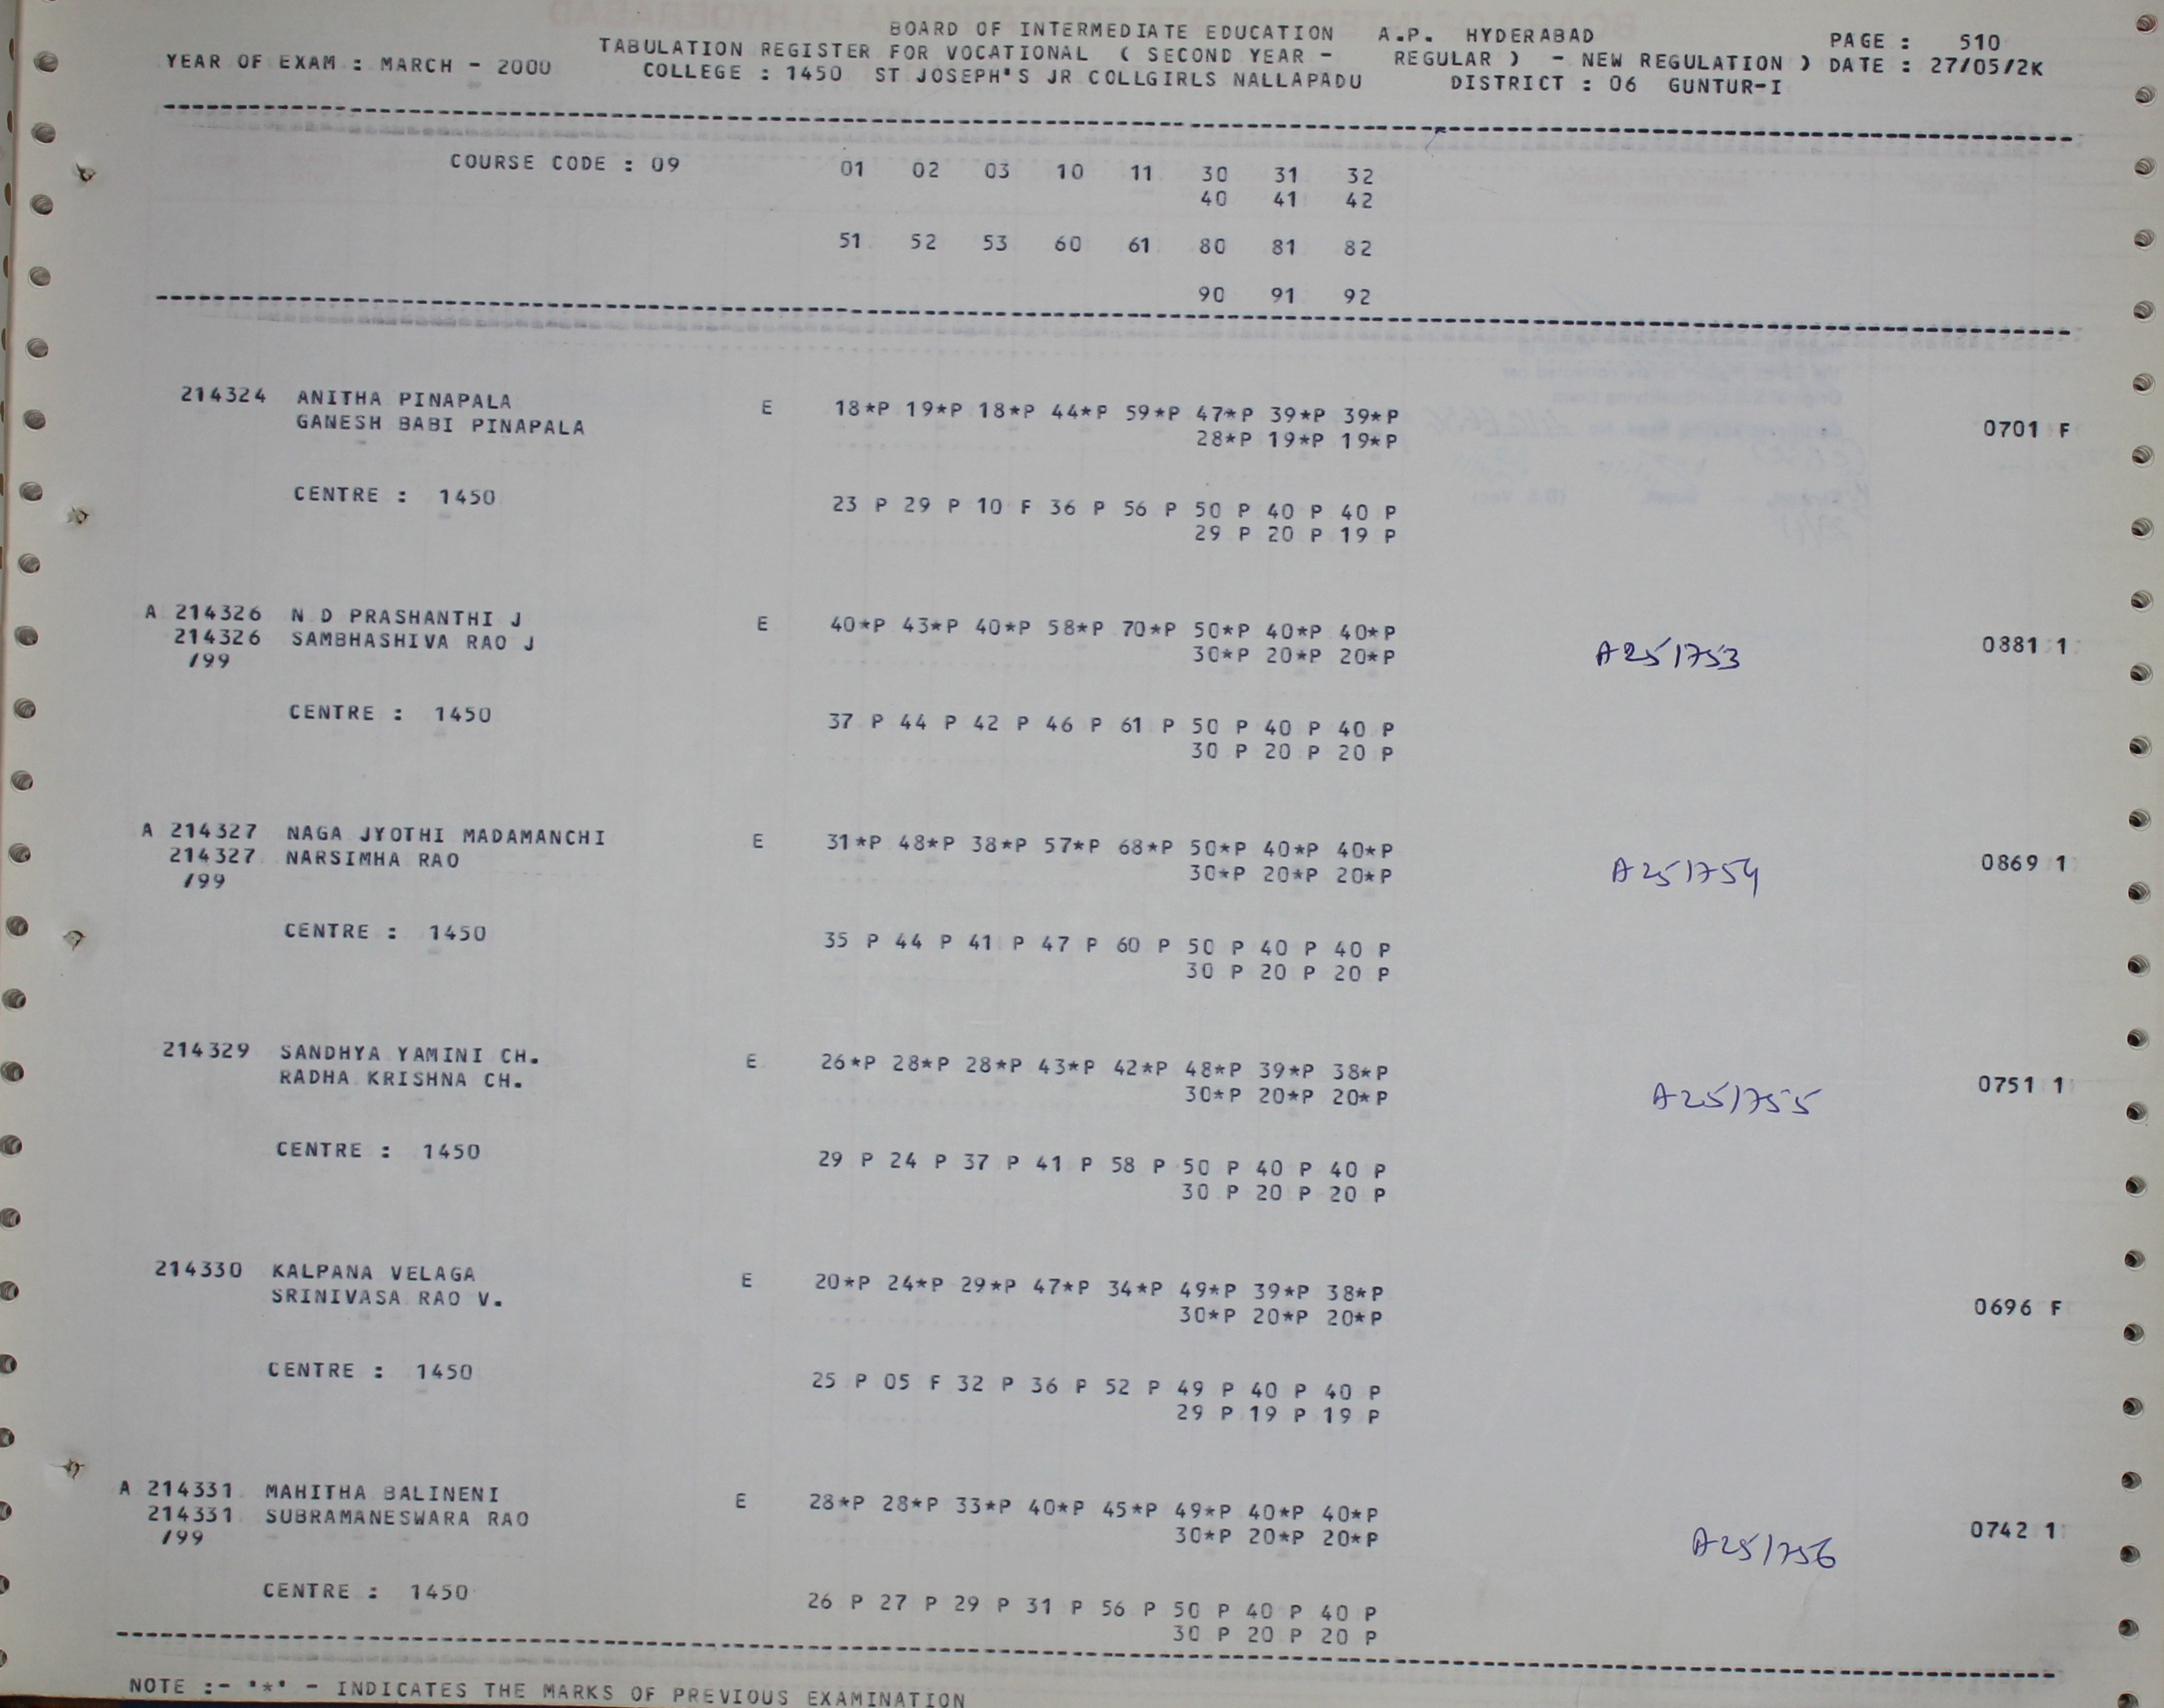 BOARD OF INTERMEDIATE EDUCATION A.P. HYDERABAD PAGE : 510
YEAR OF EXAM : MARCH - 2000 TABULATION REGISTER FOR VOCATIONAL ( SECOND YEAR - REGULAR ) - NEW REGULATION ) DATE : 27/05/2K
COLLEGE : 1450 ST JOSEPH'S JR COLLGIRLS NALLAPADU DISTRICT : 06 GUNTUR-I
COURSE CODE : 09 01 02 03 10 11 30 31 32
40 41 42
51 52 53 60 61 80 81 82
90 91 92
214324 ANITHA PINAPALA E 18*P 19*P 18*P 44*P 59*P 47*P 39*P 39*P
GANESH BABI PINAPALA 28*P 19*P 19*P 0701 F
CENTRE : 1450 23 P 29 P 10 F 36 P 56 P 50 P 40 P 40 P
29 P 20 P 19 P
A 214326 N D PRASHANTHI J E 40*P 43*P 40*P 58*P 70*P 50*P 40*P 40*P
214326 SAMBHASHIVA RAO J 30*P 20*P 20*P A251753 0881 1
/99
CENTRE : 1450 37 P 44 P 42 P 46 P 61 P 50 P 40 P 40 P
30 P 20 P 20 P
A 214327 NAGA JYOTHI MADAMANCHI E 31*P 48*P 38*P 57*P 68*P 50*P 40*P 40*P
214327 NARSIMHA RAO 30*P 20*P 20*P A251754 0869 1
/99
CENTRE : 1450 35 P 44 P 41 P 47 P 60 P 50 P 40 P 40 P
30 P 20 P 20 P
214329 SANDHYA YAMINI CH. E 26*P 28*P 28*P 43*P 42*P 48*P 39*P 38*P
RADHA KRISHNA CH. 30*P 20*P 20*P A251755 0751 1
CENTRE : 1450 29 P 24 P 37 P 41 P 58 P 50 P 40 P 40 P
30 P 20 P 20 P
214330 KALPANA VELAGA E 20*P 24*P 29*P 47*P 34*P 49*P 39*P 38*P
SRINIVASA RAO V. 30*P 20*P 20*P 0696 F
CENTRE : 1450 25 P 05 F 32 P 36 P 52 P 49 P 40 P 40 P
29 P 19 P 19 P
A 214331 MAHITHA BALINENI E 28*P 28*P 33*P 40*P 45*P 49*P 40*P 40*P
214331 SUBRAMANESWARA RAO 30*P 20*P 20*P A251756 0742 1
/99
CENTRE : 1450 26 P 27 P 29 P 31 P 56 P 50 P 40 P 40 P
30 P 20 P 20 P
NOTE :- '*' - INDICATES THE MARKS OF PREVIOUS EXAMINATION